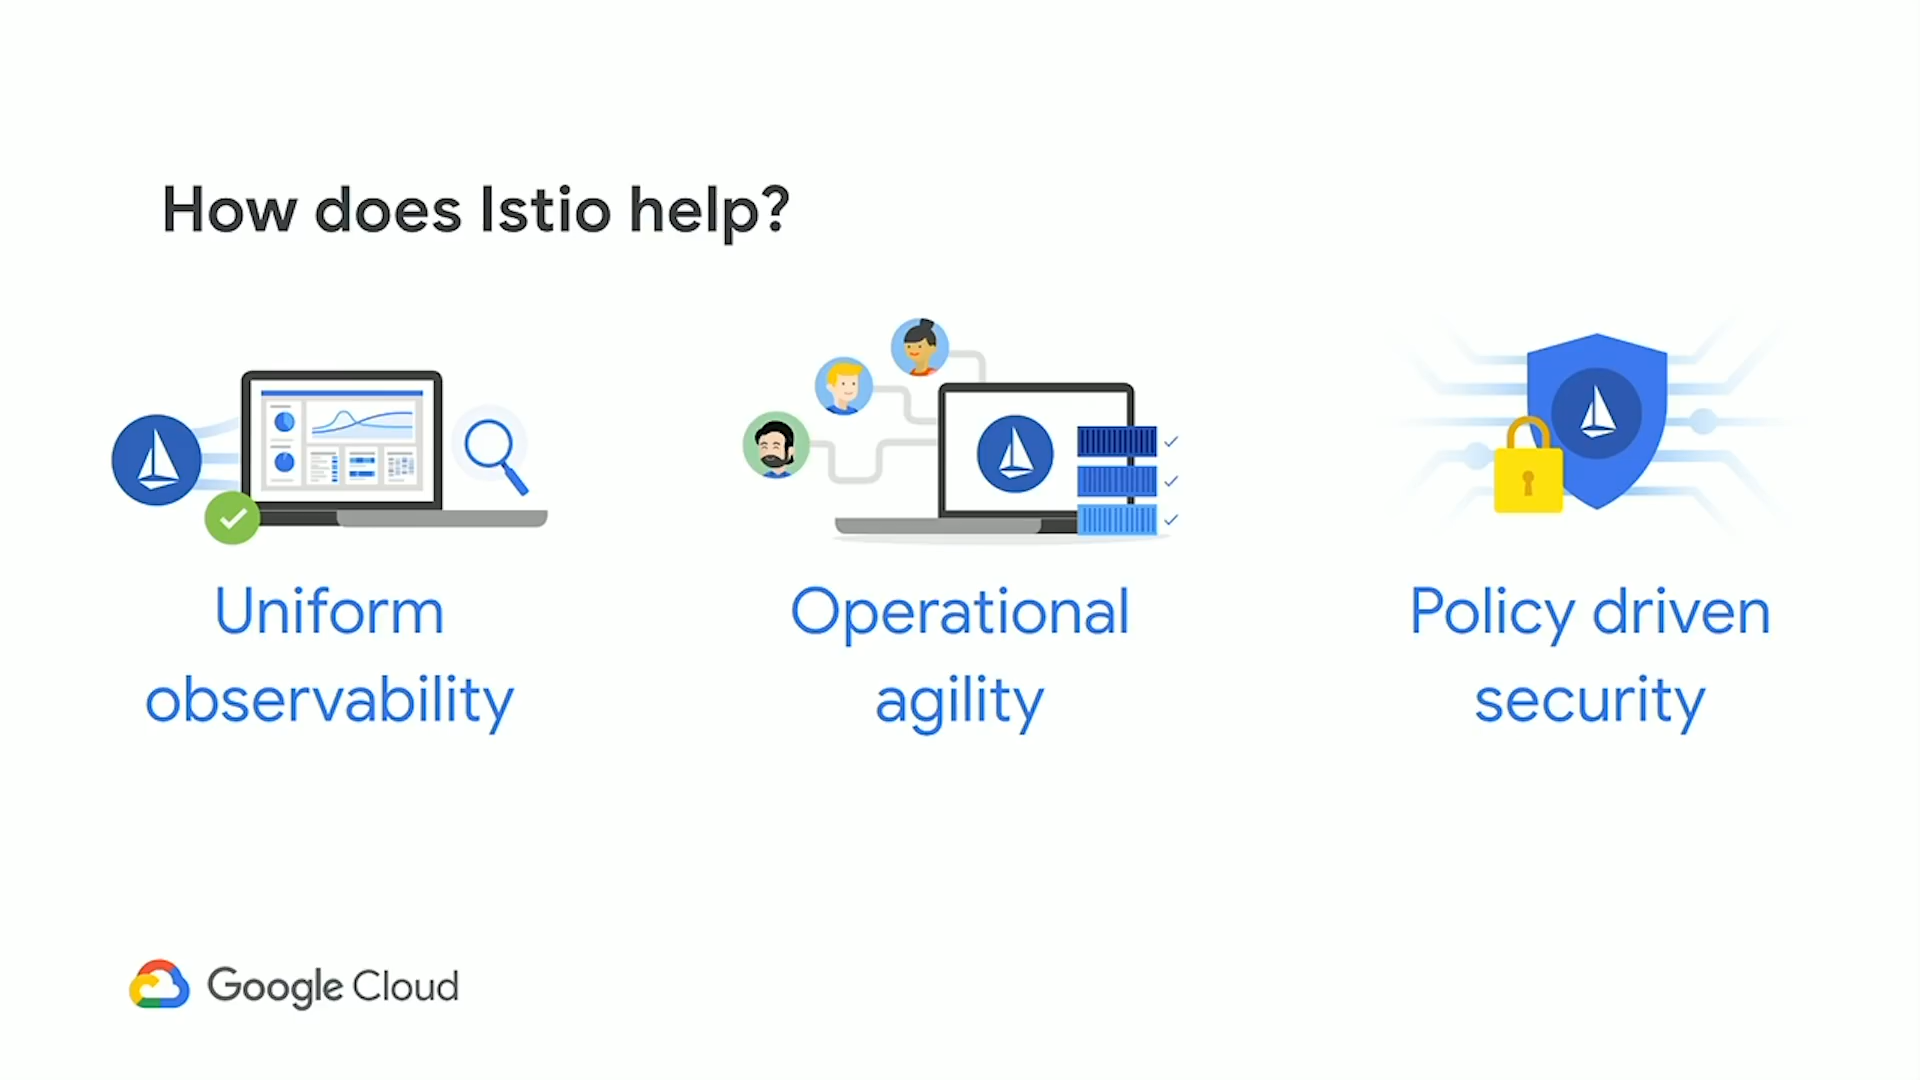 How does Istio help?
Uniform
observability
Operational
agility
Policy driven
security
Google Cloud